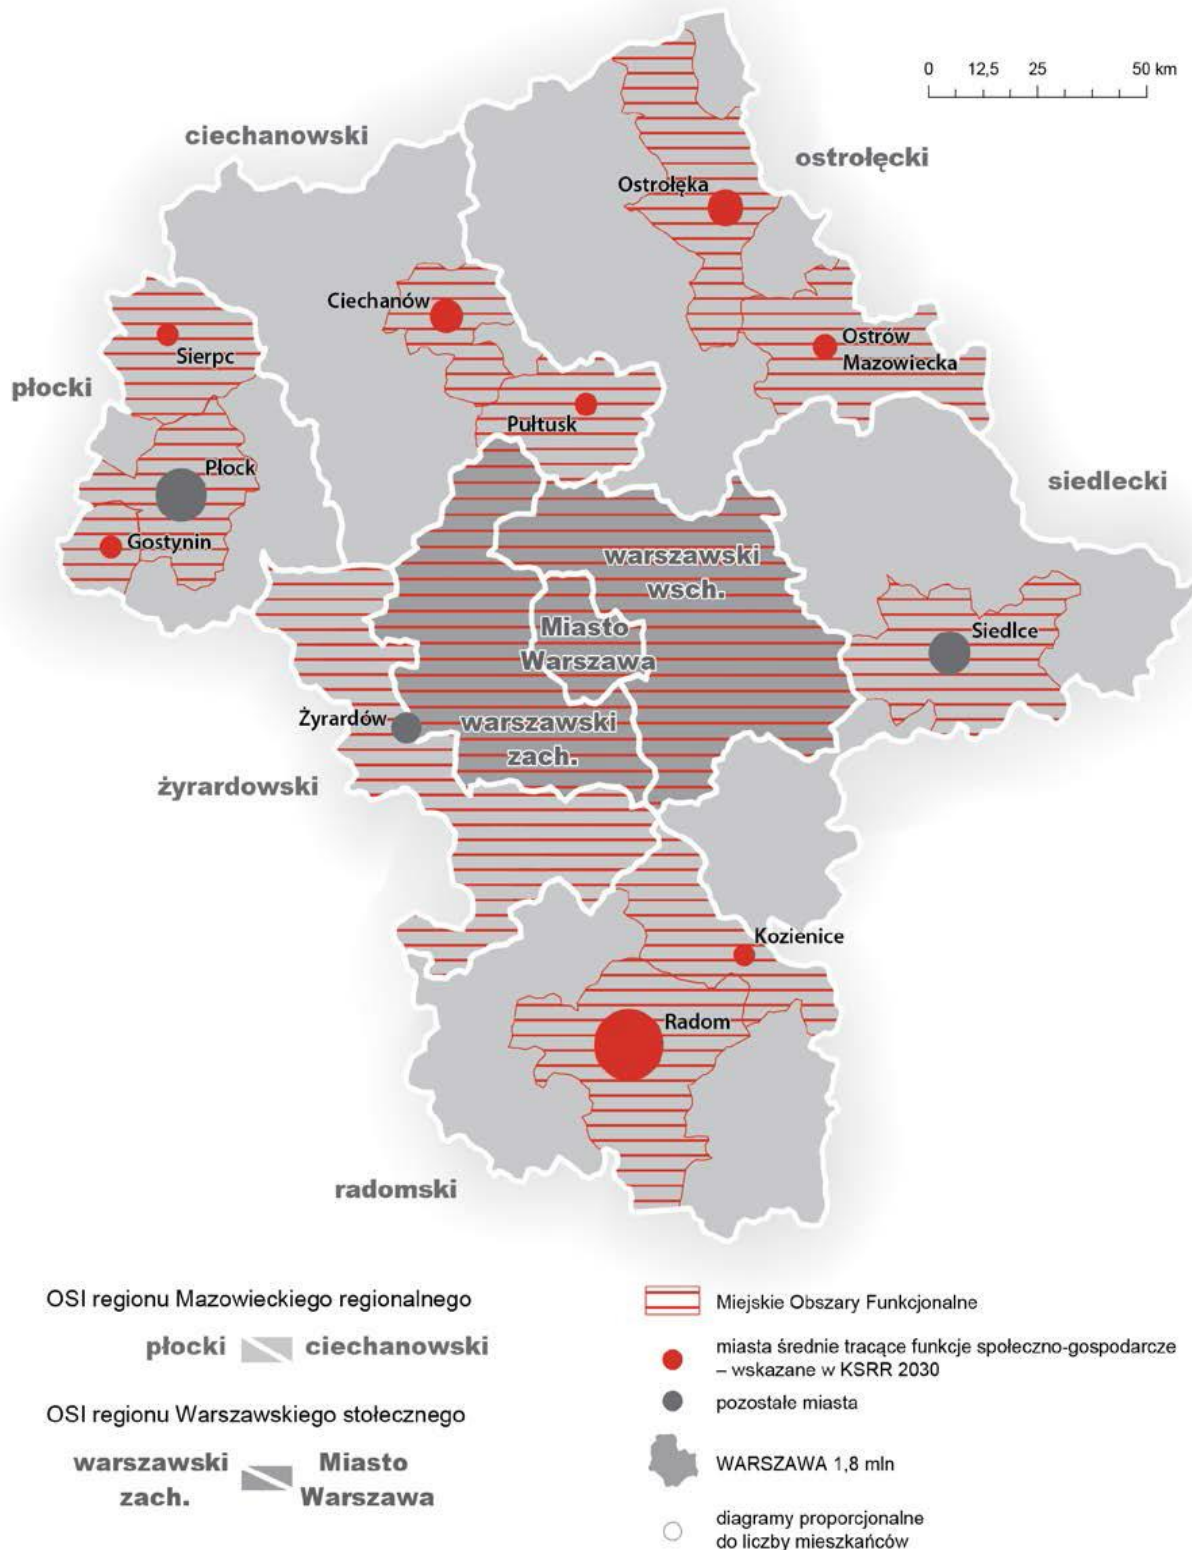 0 12,5 25 50 km
ciechanowski
ostrołęcki
Ostrołęka
Ciechanów
Sierpc
Ostrów
Mazowiecka
płocki
Pułtusk
Płock
siedlecki
Gostynin
warszawski
wsch.
Miasto
Warszawa
Siedlce
Żyrardów
warszawski
zach.
żyrardowski
Kozienice
Radom
radomski
OSI regionu Mazowieckiego regionalnego
płocki ciechanowski
OSI regionu Warszawskiego stołecznego
warszawski
zach.
Miasto
Warszawa
Miejskie Obszary Funkcjonalne
miasta średnie tracące funkcje społeczno-gospodarcze
– wskazane w KSRR 2030
pozostałe miasta
WARSZAWA 1,8 mln
diagramy proporcjonalne
do liczby mieszkańców